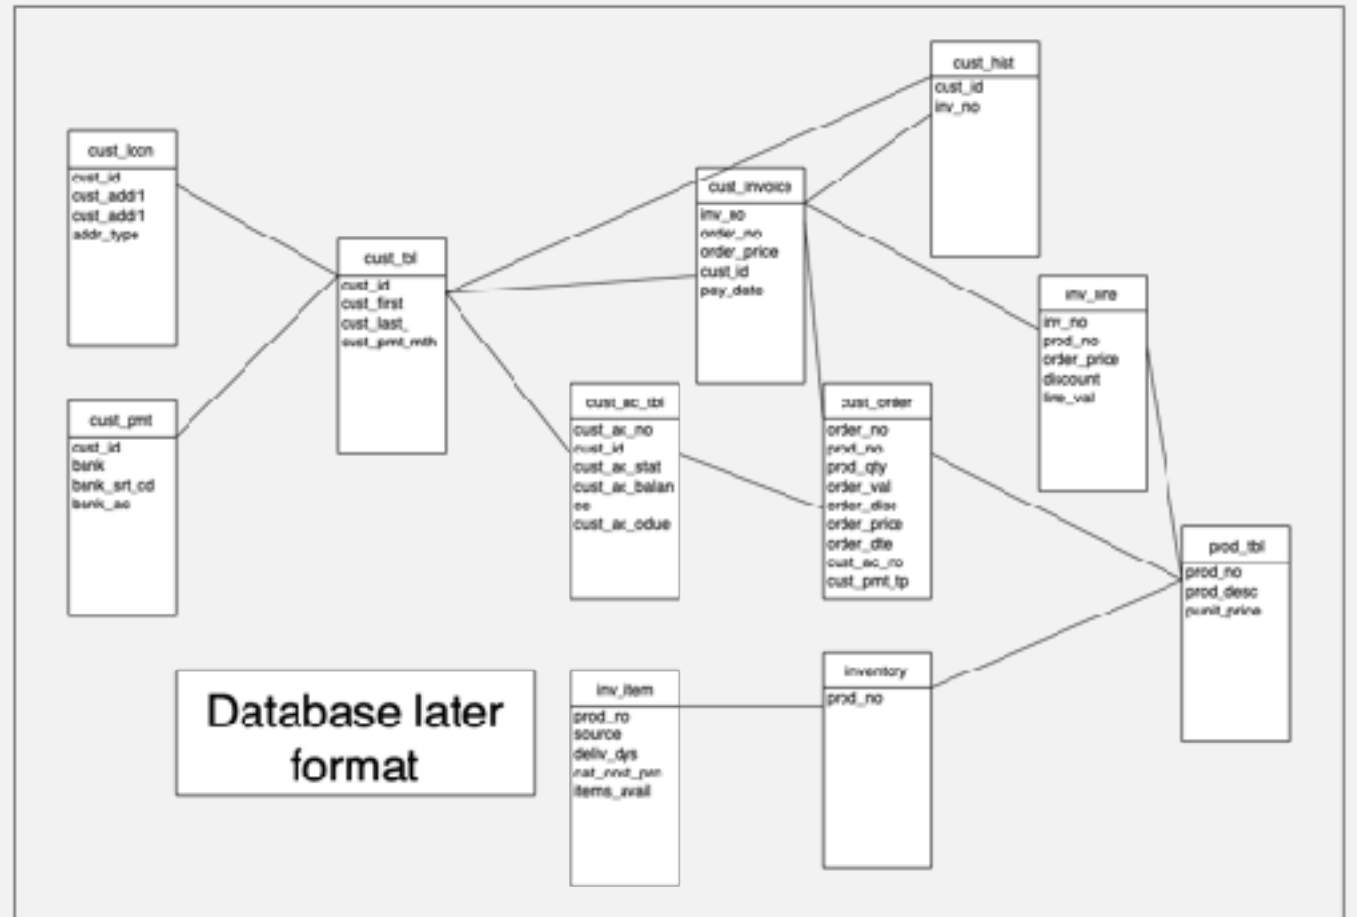 cust_hist
cust_id
inv_no
cust_locn
cust_id
cust_addr1
cust_addr1
addr_type
cust_invoice
inv_no
order_no
order_price
cust_id
pay_date
cust_tbl
cust_id
cust_first
cust_last_
cust_pmt_mth
inv_line
inv_no
prod_no
order_price
discount
line_val
cust_pmt
cust_id
bank
bank_srt_cd
bank_ac
cust_ac_tbl
cust_ac_no
cust_id
cust_ac_stat
cust_ac_balan
ce
cust_ac_odue
cust_order
order_no
prod_no
prod_qty
order_val
order_disc
order_price
order_dte
cust_ac_no
cust_pmt_tp
prod_tbl
prod_no
prod_desc
punit_price
Database later
format
inv_item
prod_no
source
deliv_dys
items_avail
inventory
prod_no